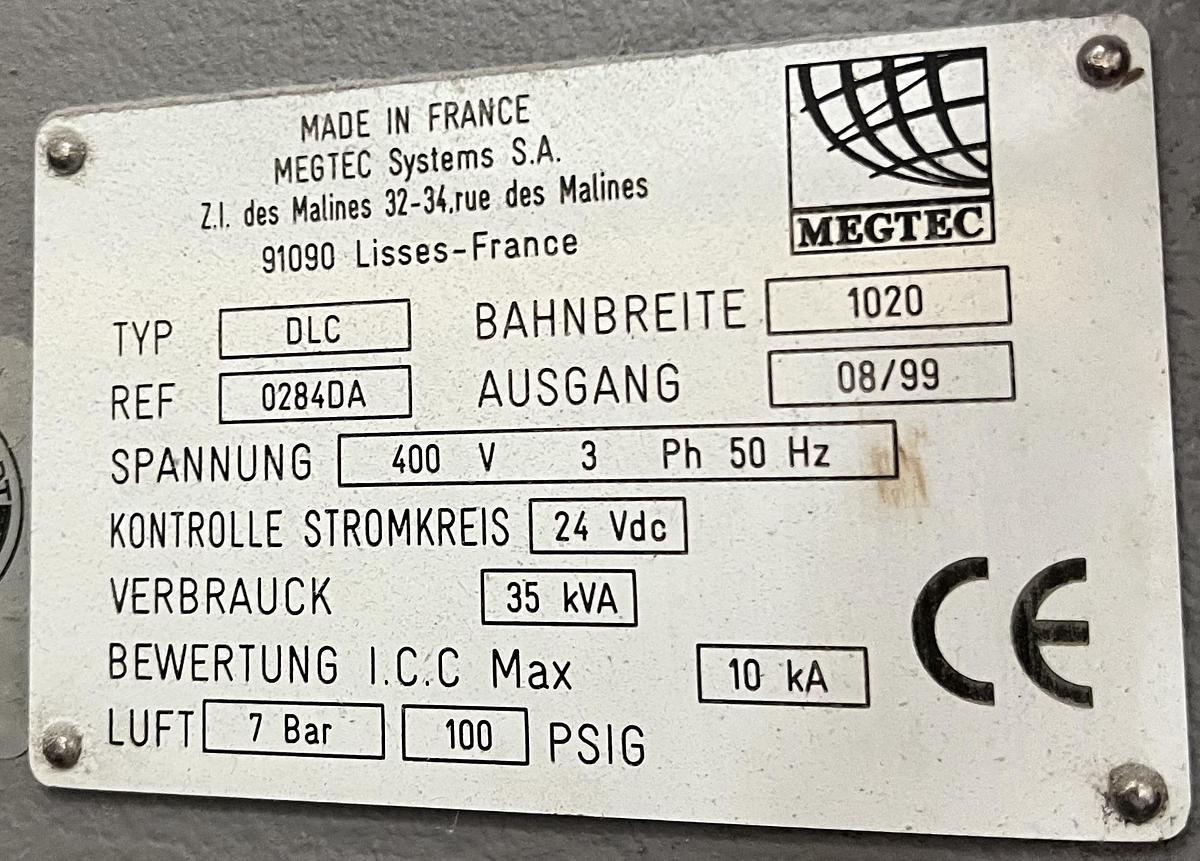 MADE IN FRANCE
MEGTEC Systems S.A.
Z.I. des Malines 32-34,rue des Malines
91090 Lisses-France
MEGTEC
TYP DLC BAHNBREITE 1020
REF 0284DA AUSGANG 08/99
SPANNUNG 400 V 3 Ph 50 Hz
KONTROLLE STROMKREIS 24 Vdc
VERBRAUCK 35 kVA
BEWERTUNG I.C.C Max 10 kA
LUFT 7 Bar 100 PSIG
CE